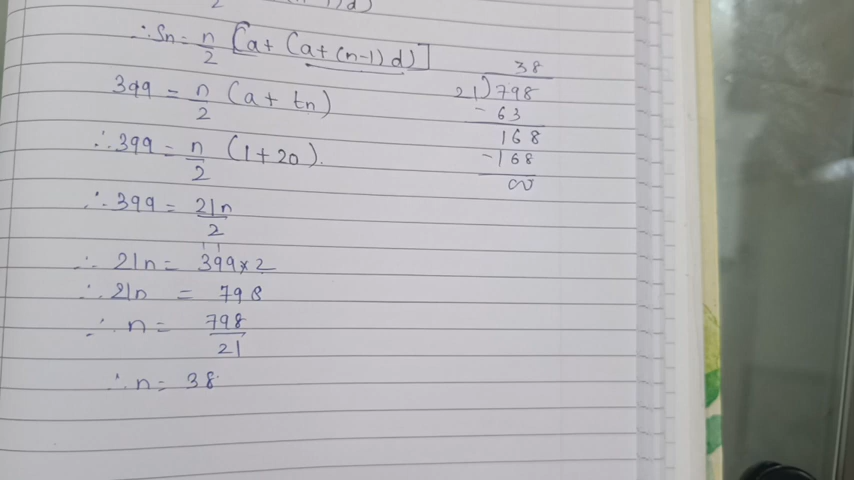 2
∴ Sn = n/2 [a + (a + (n-1) d)]
399 = n/2 (a + tn)
∴ 399 = n/2 (1 + 20).
∴ 399 = 21n/2
∴ 21n = 399 × 2
∴ 21n = 798
∴ n = 798/21
∴ n = 38
38
21) 798
- 63
168
- 168
00